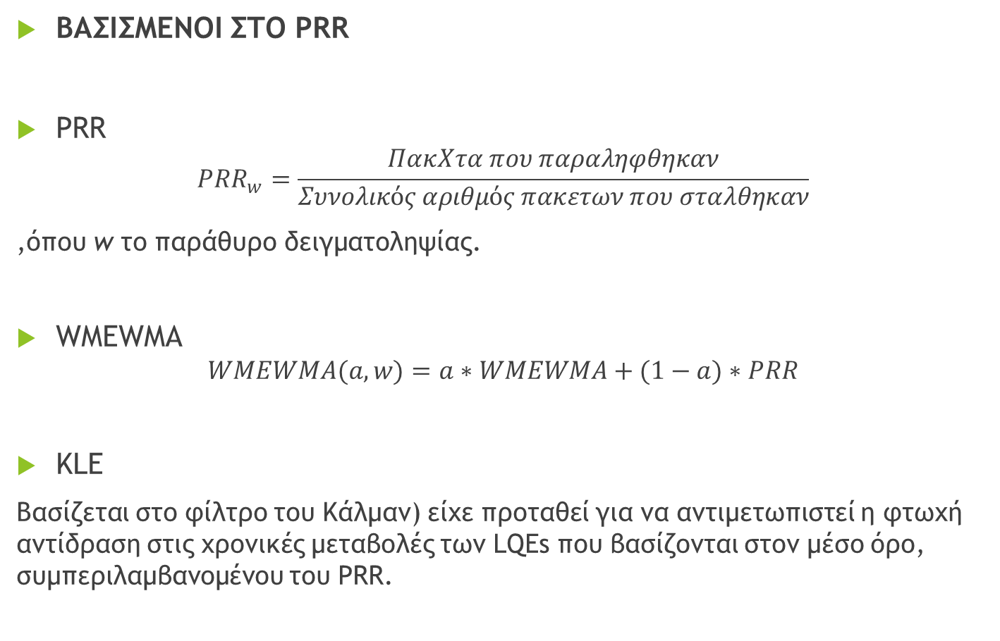 ΒΑΣΙΣΜΕΝΟΙ ΣΤΟ PRR
PRR
PRR_w = ΠακΧτα που παραληφθηκαν / Συνολικός αριθμός πακετων που σταλθηκαν
,όπου w το παράθυρο δειγματοληψίας.
WMEWMA
WMEWMA(a, w) = a ∗ WMEWMA + (1 − a) ∗ PRR
KLE
Βασίζεται στο φίλτρο του Κάλμαν) είχε προταθεί για να αντιμετωπιστεί η φτωχή
αντίδραση στις χρονικές μεταβολές των LQEs που βασίζονται στον μέσο όρο,
συμπεριλαμβανομένου του PRR.